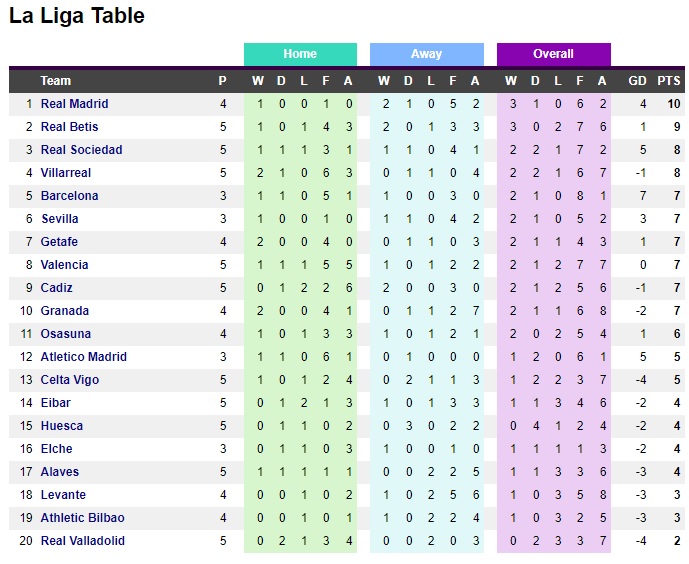 La Liga Table
Home Away Overall
Team P W D L F A W D L F A W D L F A GD PTS
1 Real Madrid 4 1 0 0 1 0 2 1 0 5 2 3 1 0 6 2 4 10
2 Real Betis 5 1 0 1 4 3 2 0 1 3 3 3 0 2 7 6 1 9
3 Real Sociedad 5 1 1 1 3 1 1 1 0 4 1 2 2 1 7 2 5 8
4 Villarreal 5 2 1 0 6 3 0 1 1 0 4 2 2 1 6 7 -1 8
5 Barcelona 3 1 1 0 5 1 1 0 0 3 0 2 1 0 8 1 7 7
6 Sevilla 3 1 0 0 1 0 1 1 0 4 2 2 1 0 5 2 3 7
7 Getafe 4 2 0 0 4 0 0 1 1 0 3 2 1 1 4 3 1 7
8 Valencia 5 1 1 1 5 5 1 0 1 2 2 2 1 2 7 7 0 7
9 Cadiz 5 0 1 2 2 6 2 0 0 3 0 2 1 2 5 6 -1 7
10 Granada 4 2 0 0 4 1 0 1 1 2 7 2 1 1 6 8 -2 7
11 Osasuna 4 1 0 1 3 3 1 0 1 2 1 2 0 2 5 4 1 6
12 Atletico Madrid 3 1 1 0 6 1 0 1 0 0 0 1 2 0 6 1 5 5
13 Celta Vigo 5 1 0 1 2 4 0 2 1 1 3 1 2 2 3 7 -4 5
14 Eibar 5 0 1 2 1 3 1 0 1 3 3 1 1 3 4 6 -2 4
15 Huesca 5 0 1 1 0 2 0 3 0 2 2 0 4 1 2 4 -2 4
16 Elche 3 0 1 1 0 3 1 0 0 1 0 1 1 1 1 3 -2 4
17 Alaves 5 1 1 1 1 1 0 0 2 2 5 1 1 3 3 6 -3 4
18 Levante 4 0 0 1 0 2 1 0 2 5 6 1 0 3 5 8 -3 3
19 Athletic Bilbao 4 0 0 1 0 1 1 0 2 2 4 1 0 3 2 5 -3 3
20 Real Valladolid 5 0 2 1 3 4 0 0 2 0 3 0 2 3 3 7 -4 2